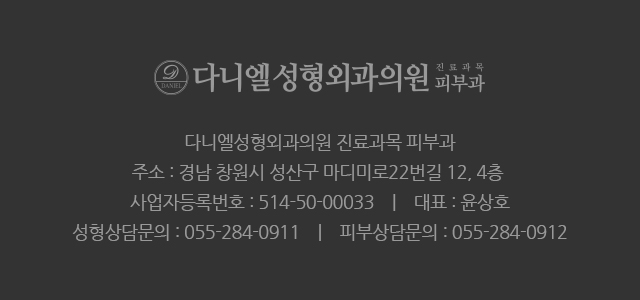 DANIEL 다니엘성형외과의원 진료과목 피부과
다니엘성형외과의원 진료과목 피부과
주소 : 경남 창원시 성산구 마디미로22번길 12, 4층
사업자등록번호 : 514-50-00033 | 대표 : 윤상호
성형상담문의 : 055-284-0911 | 피부상담문의 : 055-284-0912